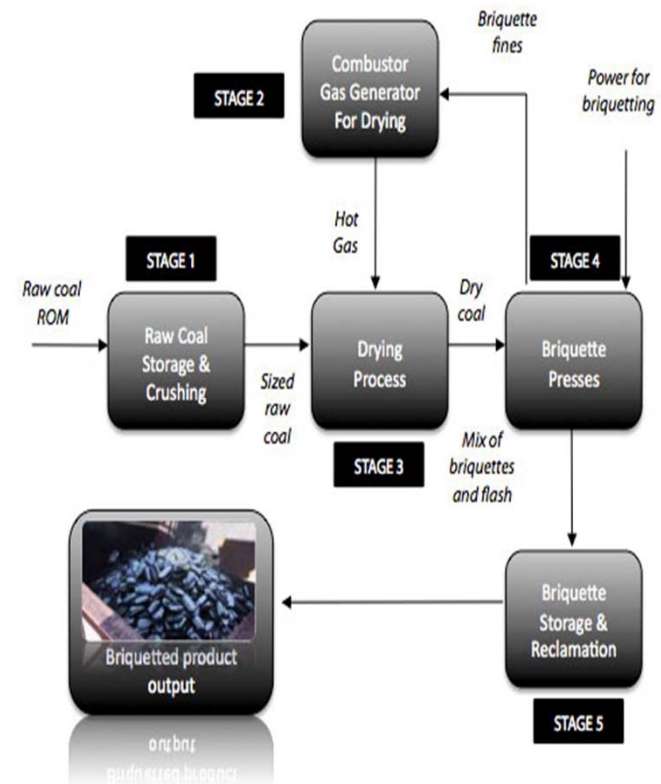 Briquette
fines
Combustor
Gas Generator
For Drying
STAGE 2
Power for
briquetting
Hot
Gas
STAGE 1
STAGE 4
Raw coal
ROM
Raw Coal
Storage &
Crushing
Sized
raw
coal
Drying
Process
STAGE 3
Dry
coal
Briquette
Presses
Mix of
briquettes
and flash
Briquette
Storage &
Reclamation
STAGE 5
Briquetted product
output